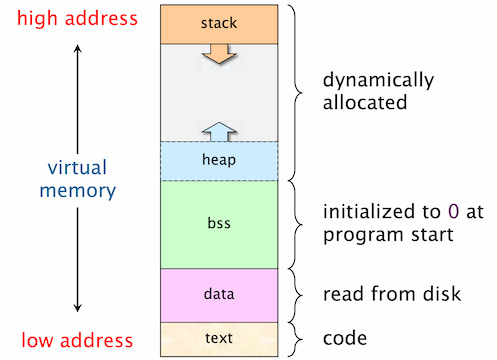 high address
stack
dynamically
allocated
virtual
memory
heap
bss
initialized to 0 at
program start
data
read from disk
low address
text
code